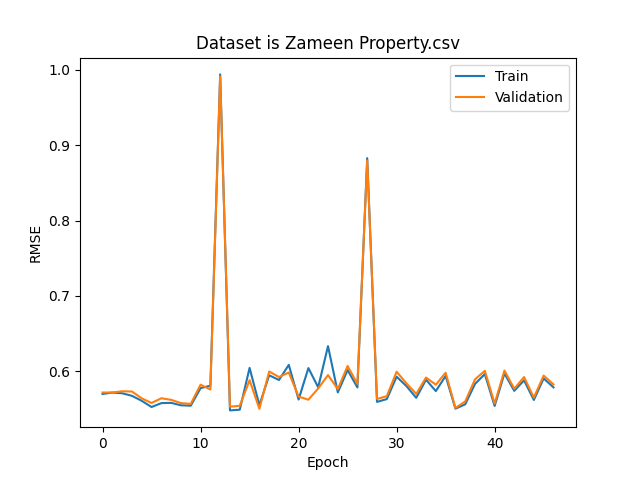 Dataset is Zameen Property.csv
Train
Validation
1.0
0.9
0.8
0.7
0.6
RMSE
0 10 20 30 40
Epoch